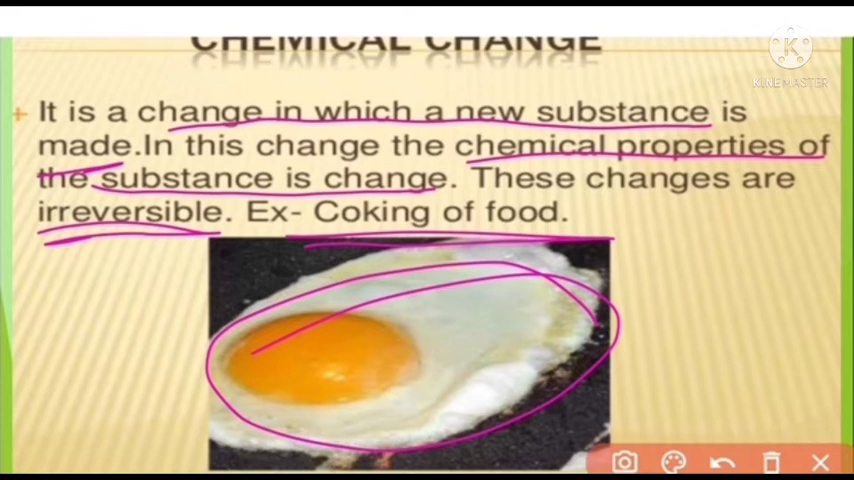 CHEMICAL CHANGE
KINEMASTER
It is a change in which a new substance is
made.In this change the chemical properties of
the substance is change. These changes are
irreversible. Ex- Coking of food.